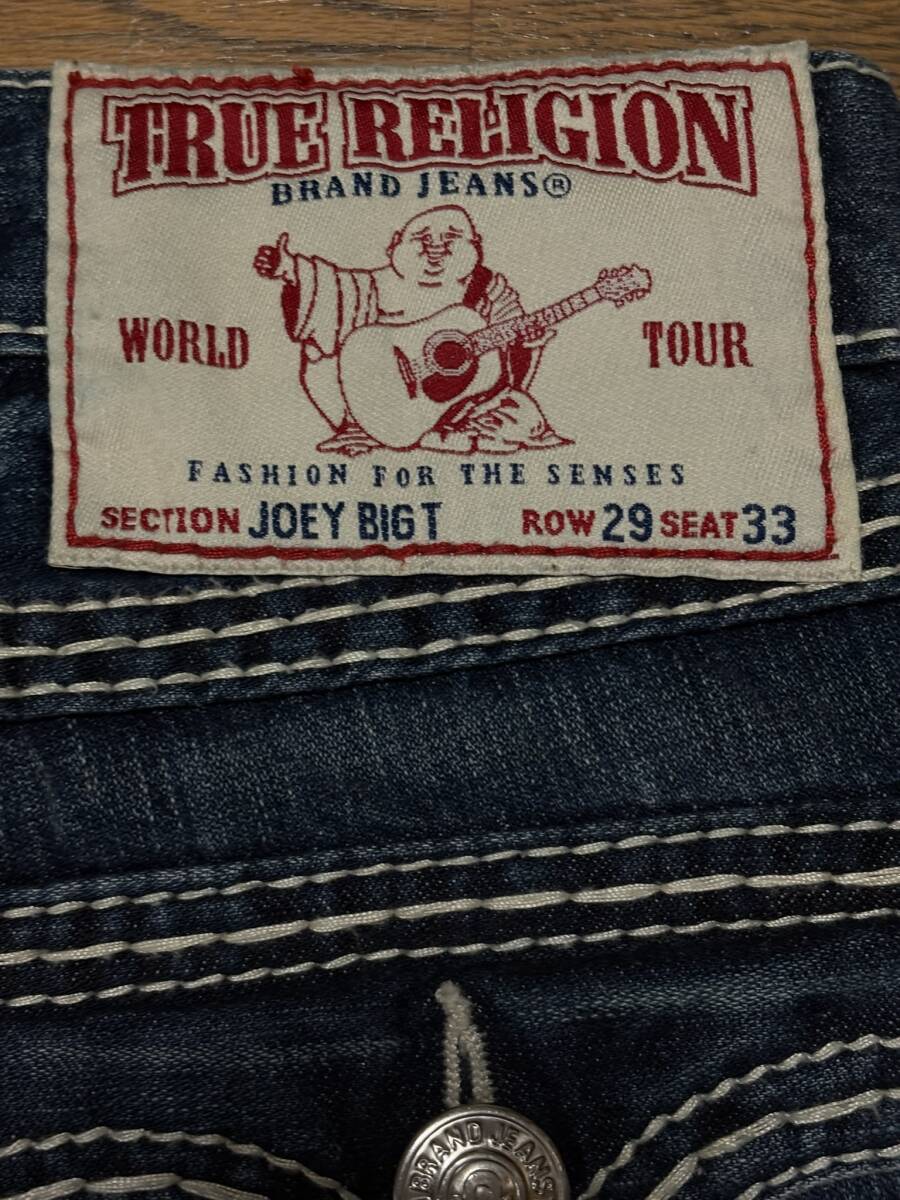 TRUE RELIGION
BRAND JEANS®
WORLD TOUR
FASHION FOR THE SENSES
SECTION JOEY BIG T ROW 29 SEAT 33
BRAND JEANS